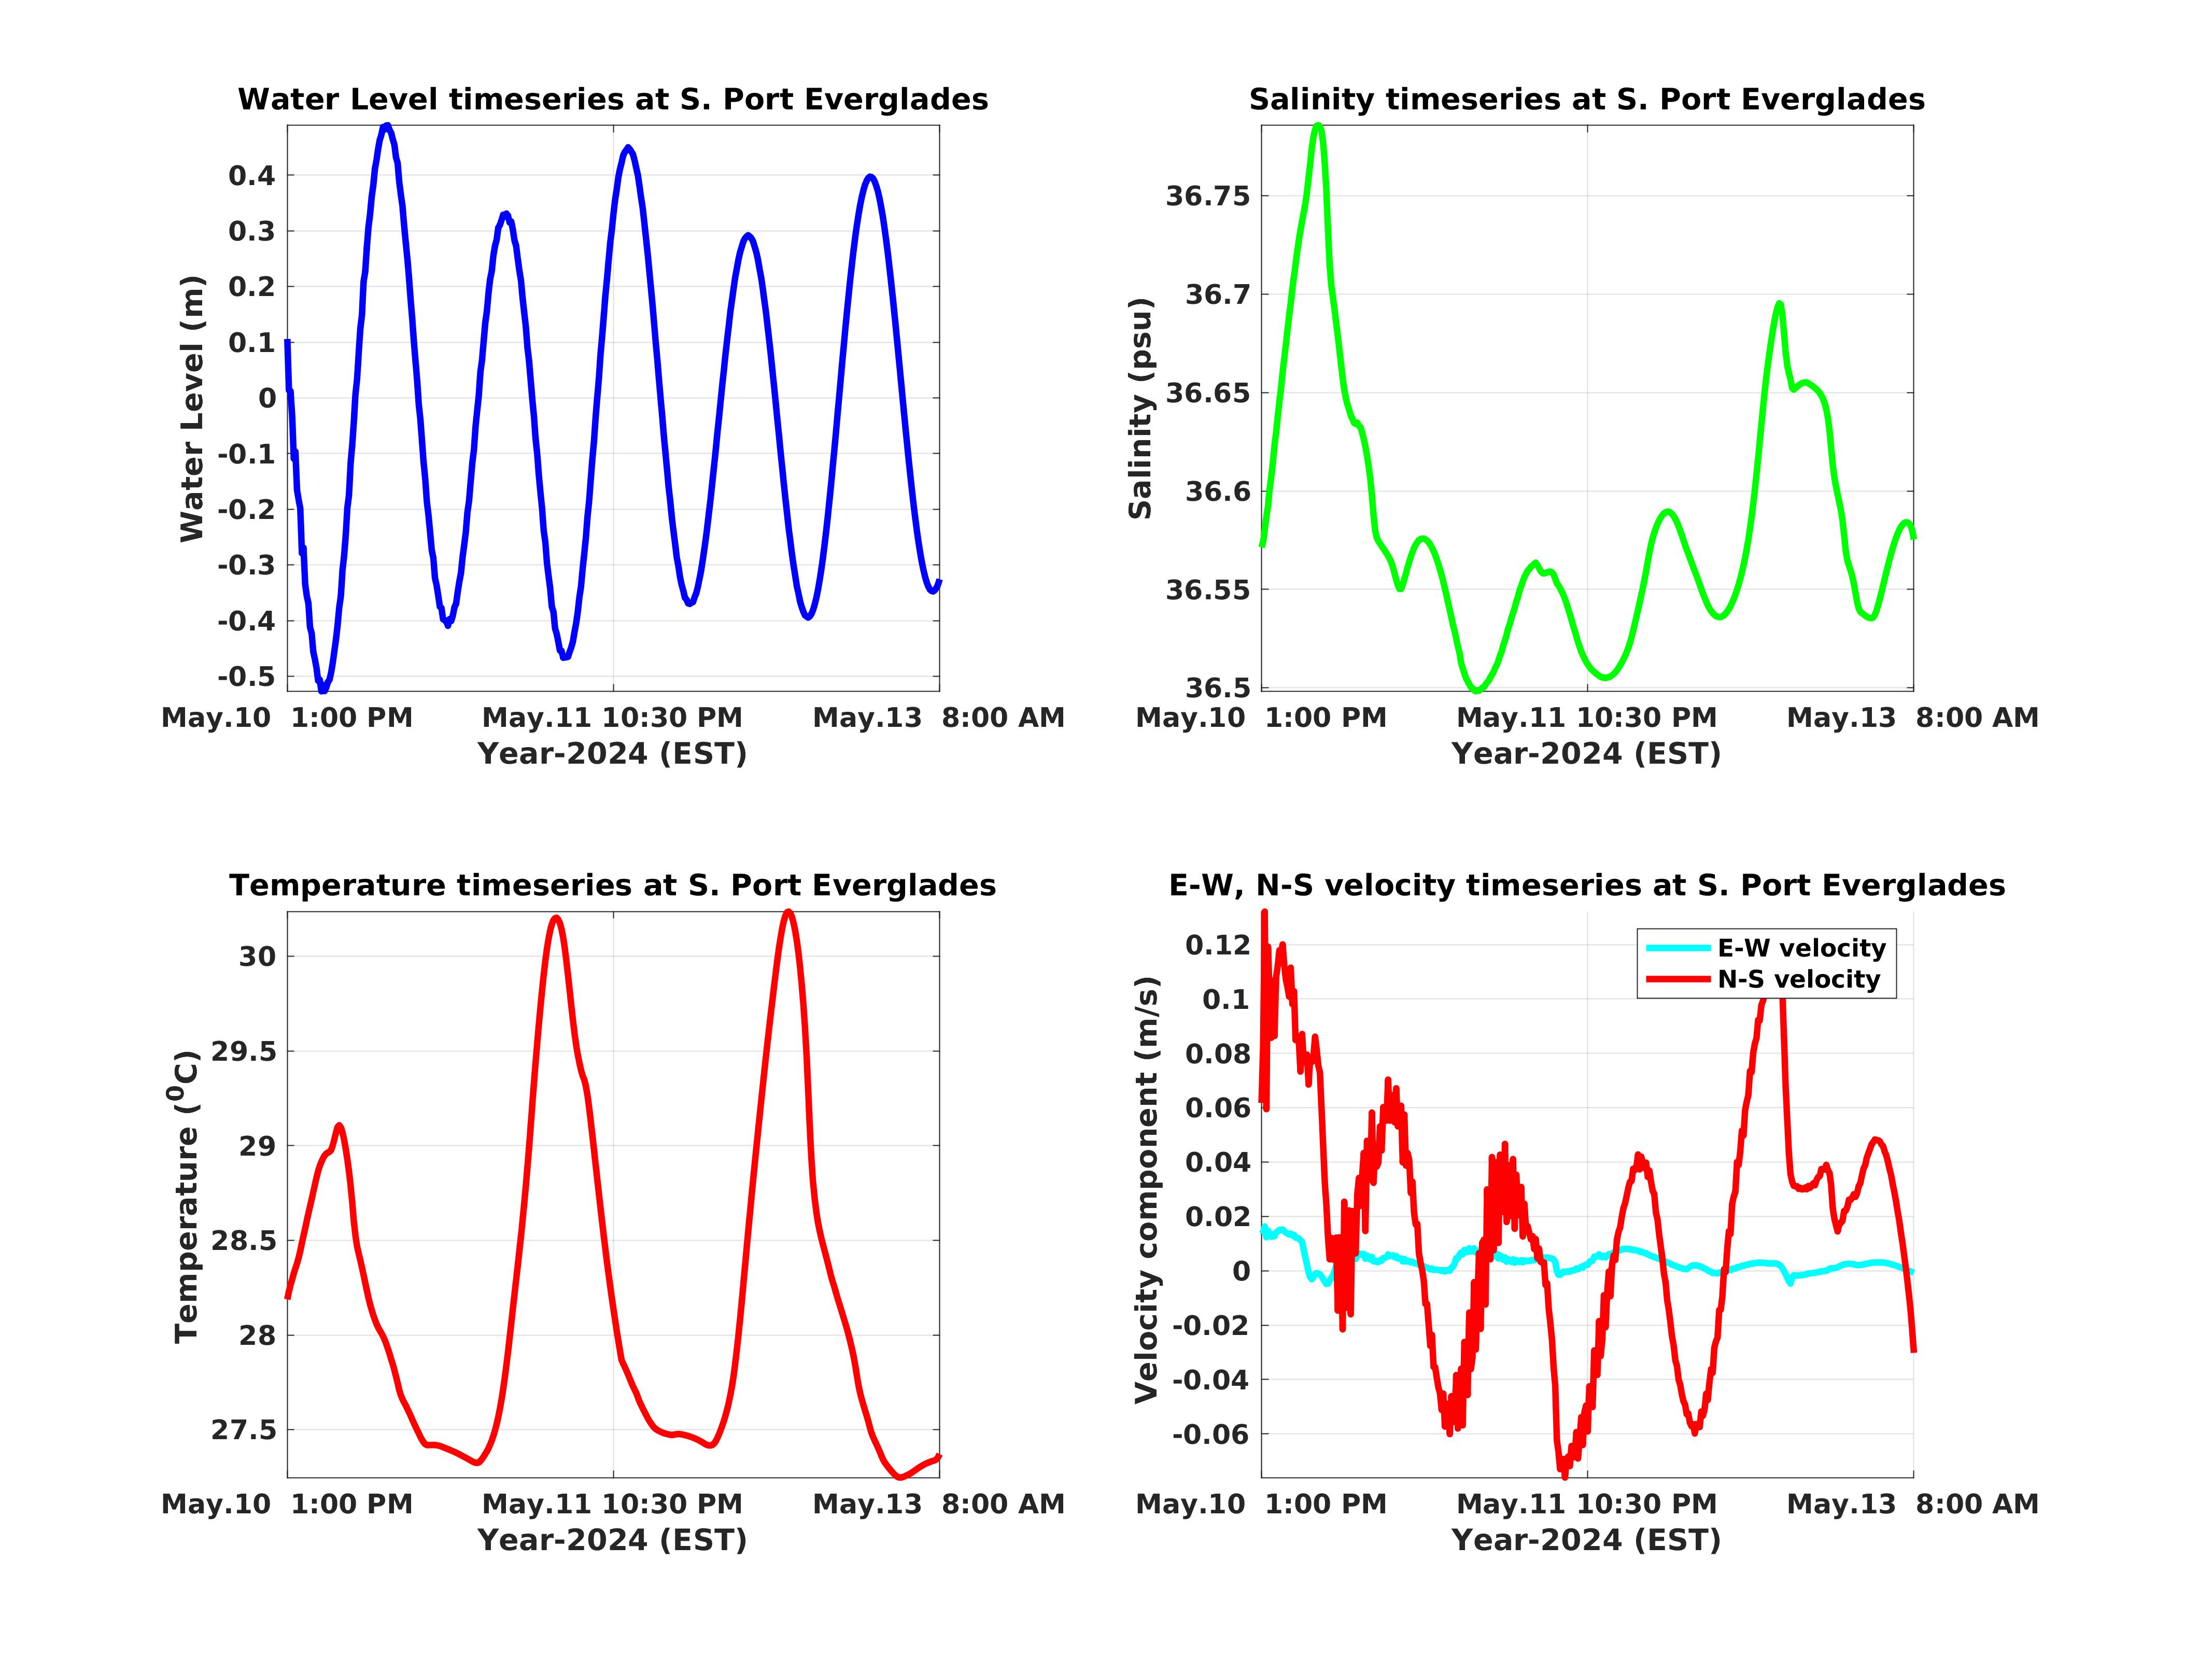 Water Level timeseries at S. Port Everglades
Water Level (m)
0.4
0.3
0.2
0.1
0
-0.1
-0.2
-0.3
-0.4
-0.5
May.10 1:00 PM May.11 10:30 PM May.13 8:00 AM
Year-2024 (EST)
Salinity timeseries at S. Port Everglades
Salinity (psu)
36.75
36.7
36.65
36.6
36.55
36.5
May.10 1:00 PM May.11 10:30 PM May.13 8:00 AM
Year-2024 (EST)
Temperature timeseries at S. Port Everglades
Temperature (⁰C)
30
29.5
29
28.5
28
27.5
May.10 1:00 PM May.11 10:30 PM May.13 8:00 AM
Year-2024 (EST)
E-W, N-S velocity timeseries at S. Port Everglades
Velocity component (m/s)
E-W velocity
N-S velocity
0.12
0.1
0.08
0.06
0.04
0.02
0
-0.02
-0.04
-0.06
May.10 1:00 PM May.11 10:30 PM May.13 8:00 AM
Year-2024 (EST)